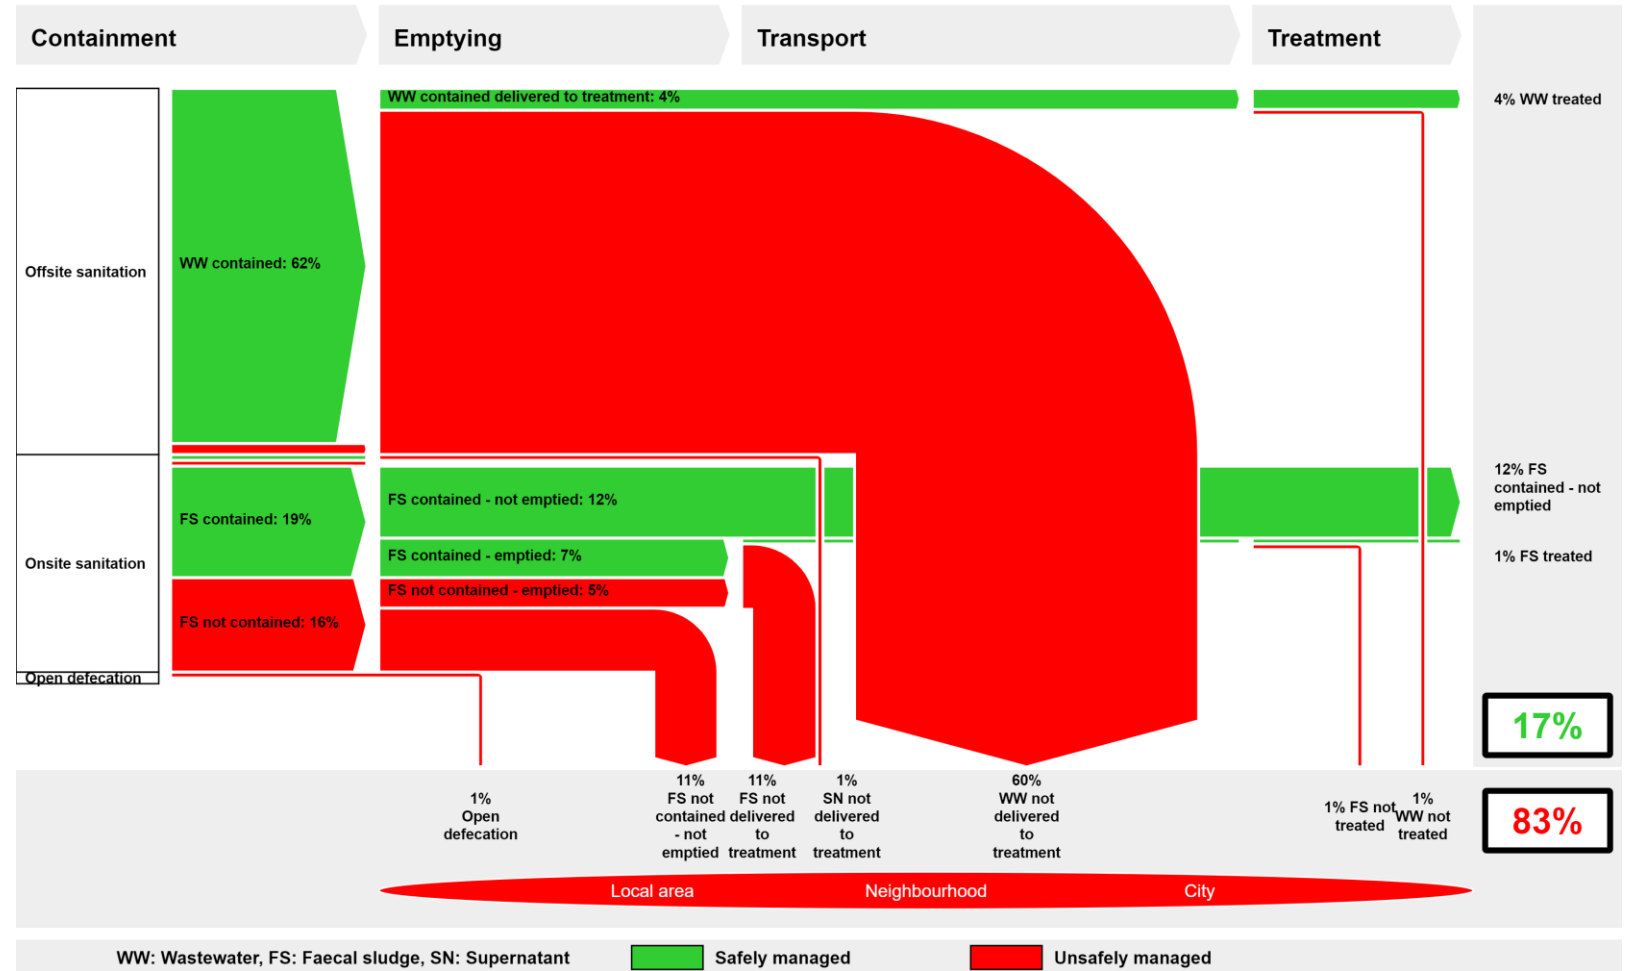 Containment
Emptying
Transport
Treatment
Offsite sanitation
Onsite sanitation
Open defecation
WW contained: 62%
FS contained: 19%
FS not contained: 16%
WW contained delivered to treatment: 4%
FS contained - not emptied: 12%
FS contained - emptied: 7%
FS not contained - emptied: 5%
4% WW treated
12% FS
contained - not
emptied
1% FS treated
17%
83%
1%
Open
defecation
11%
FS not
contained
- not
emptied
11%
FS not
delivered
to
treatment
1%
SN not
delivered
to
treatment
60%
WW not
delivered
to
treatment
1% FS not
treated
1%
WW not
treated
Local area
Neighbourhood
City
WW: Wastewater, FS: Faecal sludge, SN: Supernatant
Safely managed
Unsafely managed